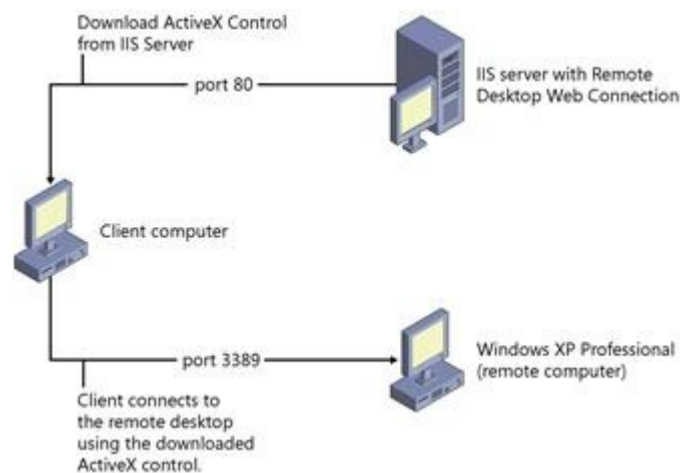 Download ActiveX Control
from IIS Server
port 80
IIS server with Remote
Desktop Web Connection
Client computer
port 3389
Windows XP Professional
(remote computer)
Client connects to
the remote desktop
using the downloaded
ActiveX control.